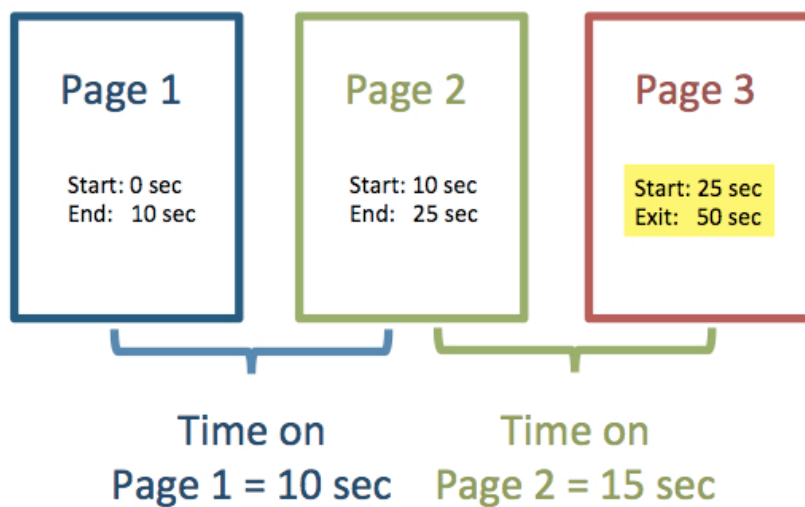 Page 1
Start: 0 sec
End: 10 sec
Page 2
Start: 10 sec
End: 25 sec
Page 3
Start: 25 sec
Exit: 50 sec
Time on
Page 1 = 10 sec
Time on
Page 2 = 15 sec